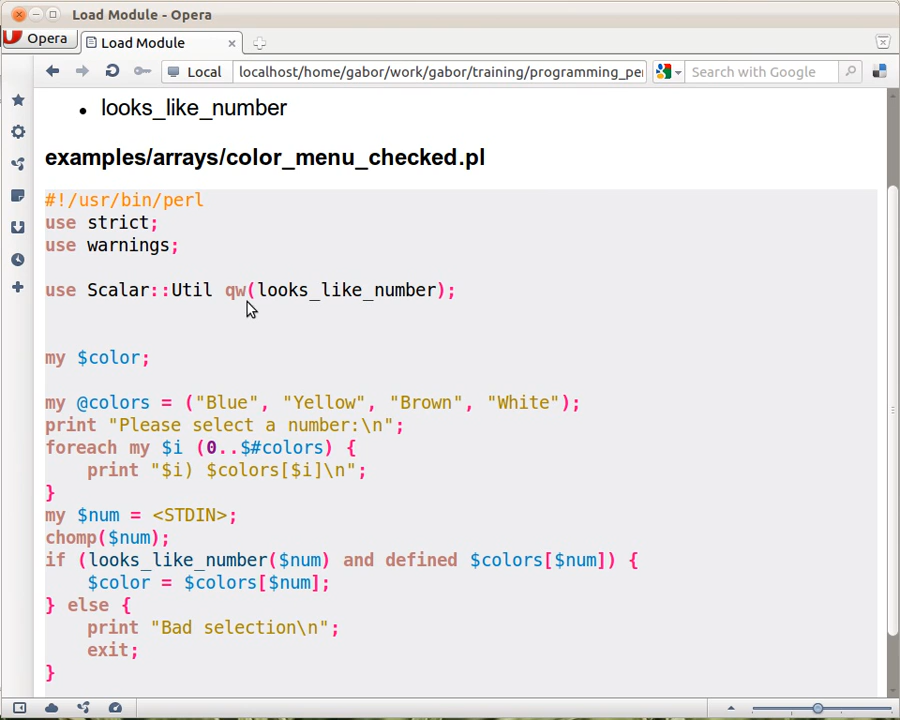 Load Module - Opera
Opera
Load Module
Local
localhost/home/gabor/work/gabor/training/programming_pe
Search with Google
• looks_like_number
examples/arrays/color_menu_checked.pl
#!/usr/bin/perl
use strict;
use warnings;
use Scalar::Util qw(looks_like_number);
my $color;
my @colors = ("Blue", "Yellow", "Brown", "White");
print "Please select a number:\n";
foreach my $i (0..$#colors) {
    print "$i) $colors[$i]\n";
}
my $num = <STDIN>;
chomp($num);
if (looks_like_number($num) and defined $colors[$num]) {
    $color = $colors[$num];
} else {
    print "Bad selection\n";
    exit;
}